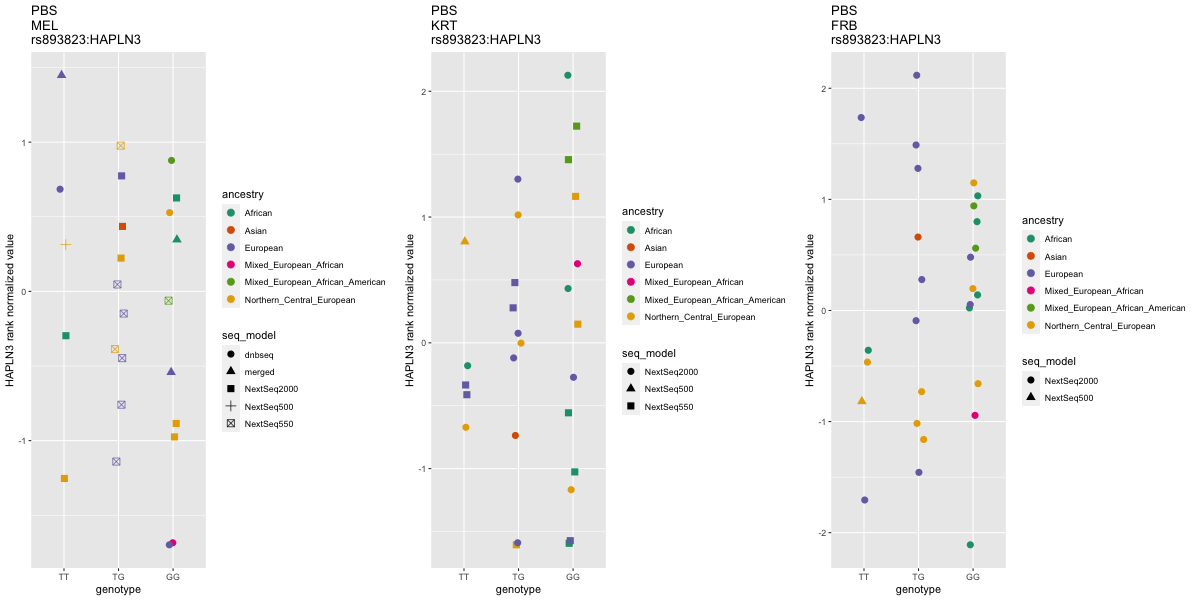 PBS
MEL
rs893823:HAPLN3
HAPLN3 rank normalized value
1
0
-1
TT
TG
GG
genotype
ancestry
African
Asian
European
Mixed_European_African
Mixed_European_African_American
Northern_Central_European
seq_model
dnbseq
merged
NextSeq2000
NextSeq500
NextSeq550
PBS
KRT
rs893823:HAPLN3
HAPLN3 rank normalized value
2
1
0
-1
TT
TG
GG
genotype
ancestry
African
Asian
European
Mixed_European_African
Mixed_European_African_American
Northern_Central_European
seq_model
NextSeq2000
NextSeq500
NextSeq550
PBS
FRB
rs893823:HAPLN3
HAPLN3 rank normalized value
2
1
0
-1
-2
TT
TG
GG
genotype
ancestry
African
Asian
European
Mixed_European_African
Mixed_European_African_American
Northern_Central_European
seq_model
NextSeq2000
NextSeq500